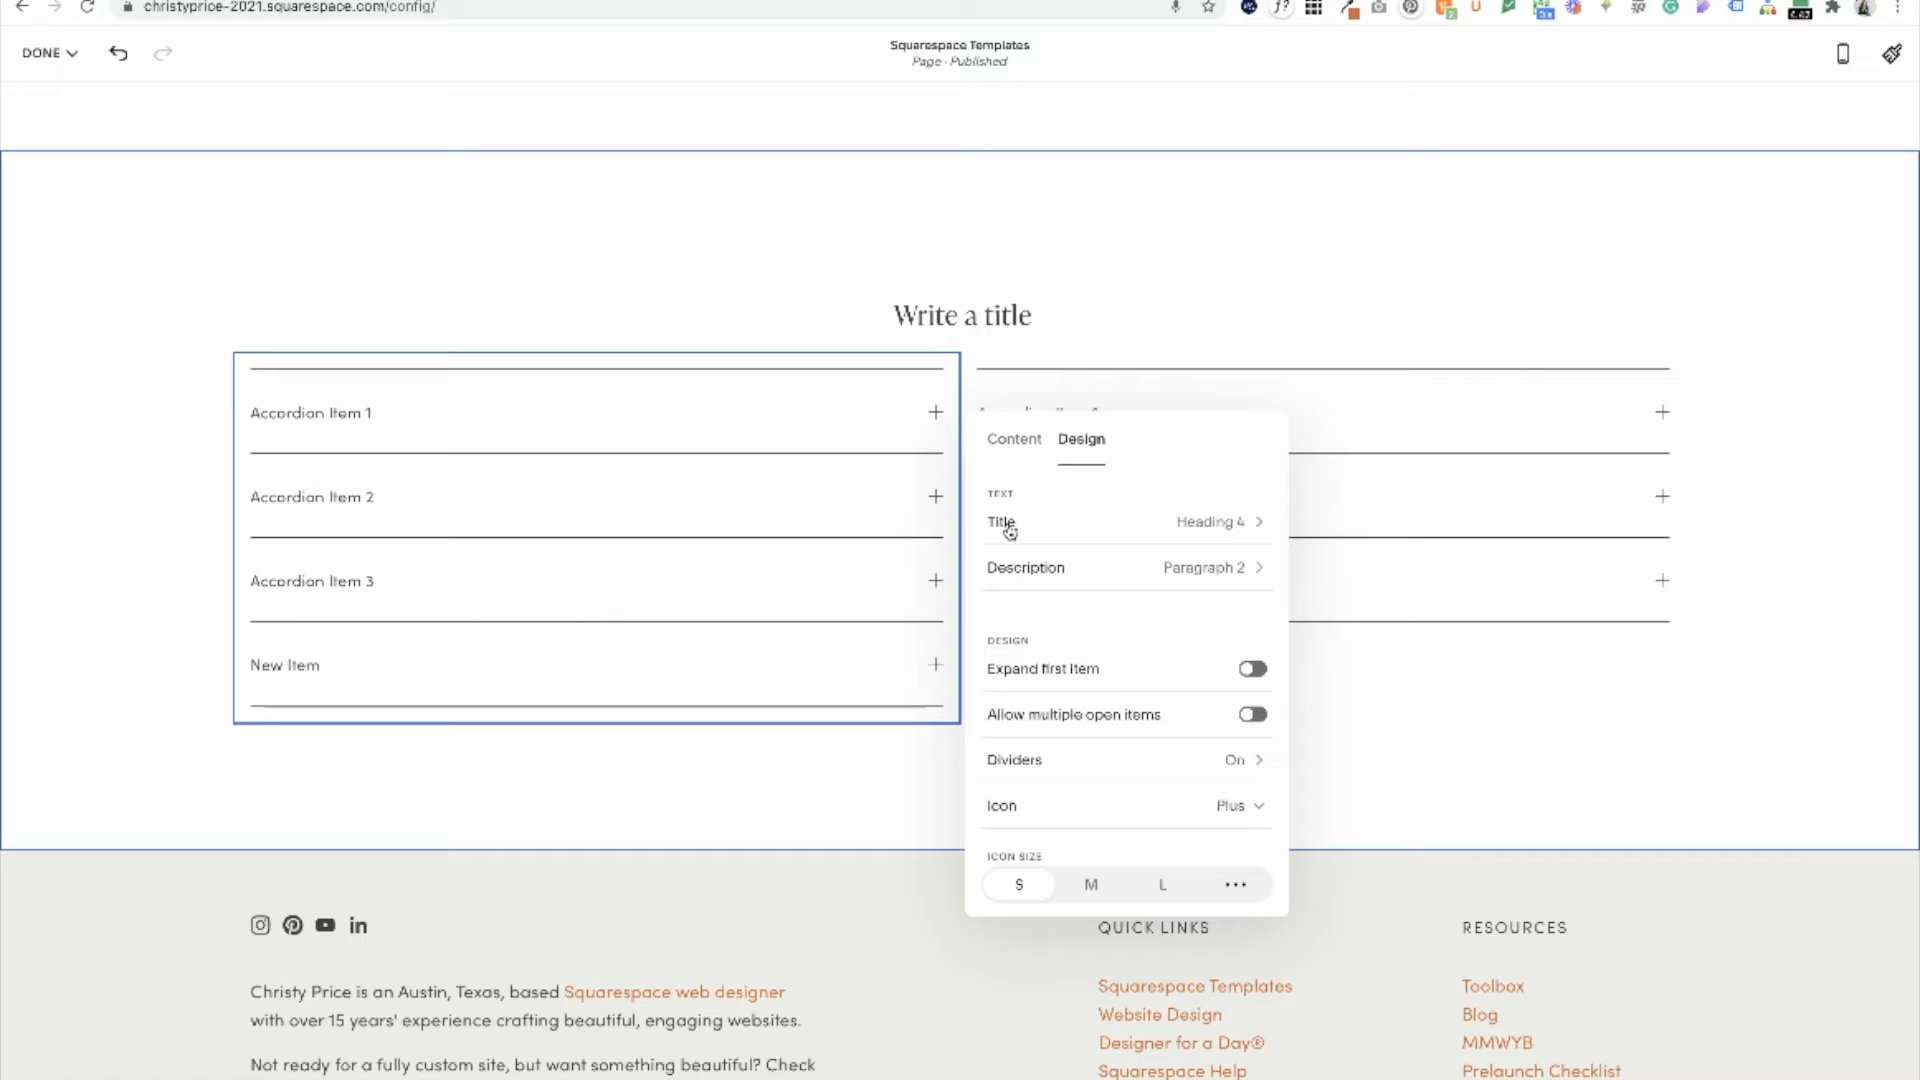 christyprice-2021.squarespace.com/config/
DONE
Squarespace Templates
Page · Published
Write a title
Accordion Item 1
Accordion Item 2
Accordion Item 3
New Item
Content Design
TEXT
Title Heading 4
Description Paragraph 2
DESIGN
Expand first item
Allow multiple open items
Dividers On
Icon Plus
ICON SIZE
S M L ...
Christy Price is an Austin, Texas, based Squarespace web designer
with over 15 years' experience crafting beautiful, engaging websites.
Not ready for a fully custom site, but want something beautiful? Check
QUICK LINKS
Squarespace Templates
Website Design
Designer for a Day®
Squarespace Help
RESOURCES
Toolbox
Blog
MMWYB
Prelaunch Checklist